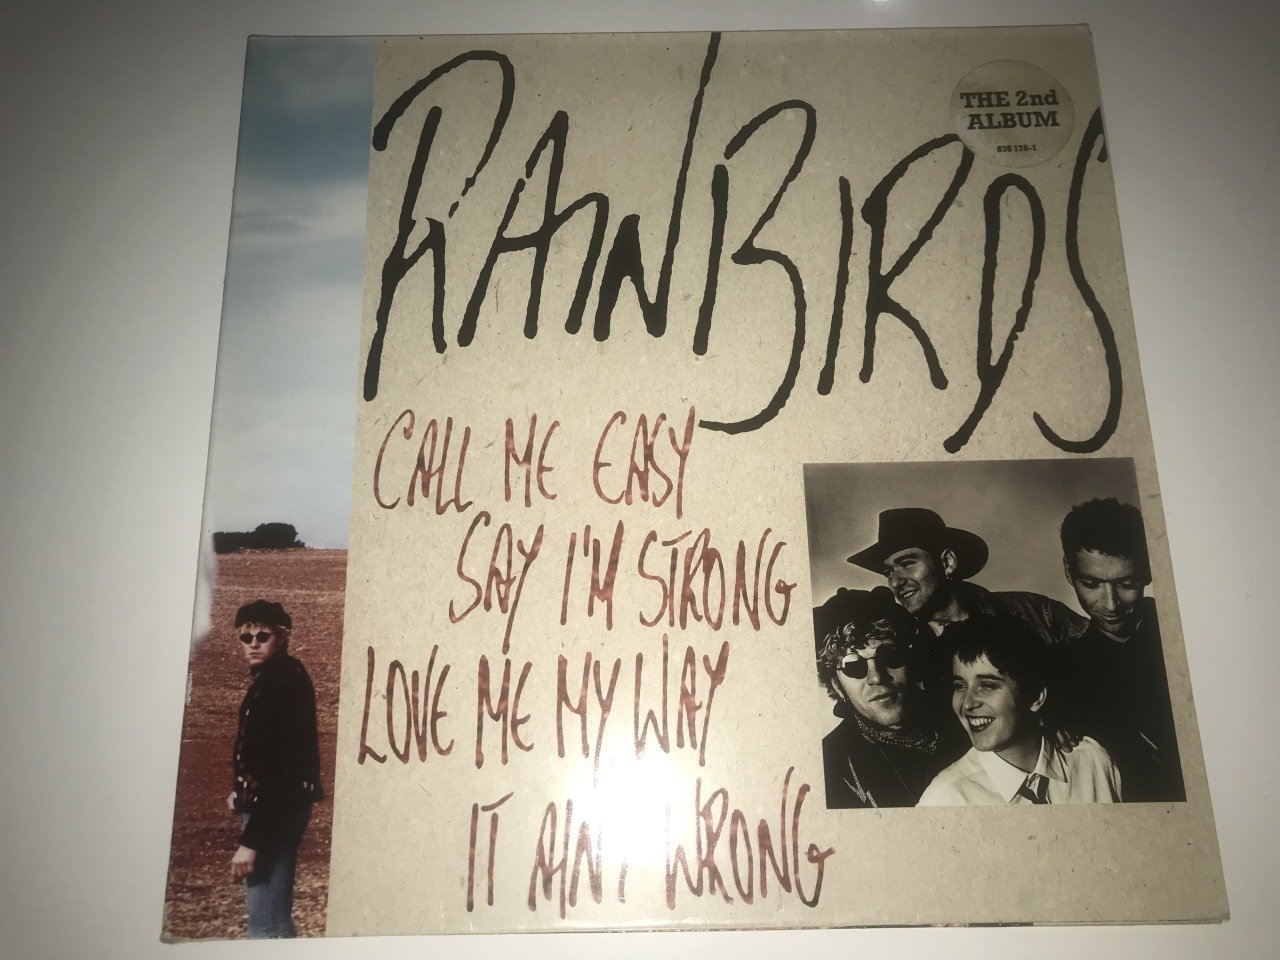 RAINBIRDS
THE 2nd
ALBUM
838 176-1
CALL ME EASY
SAY I'M STRONG
LOVE ME MY WAY
IT AIN'T WRONG